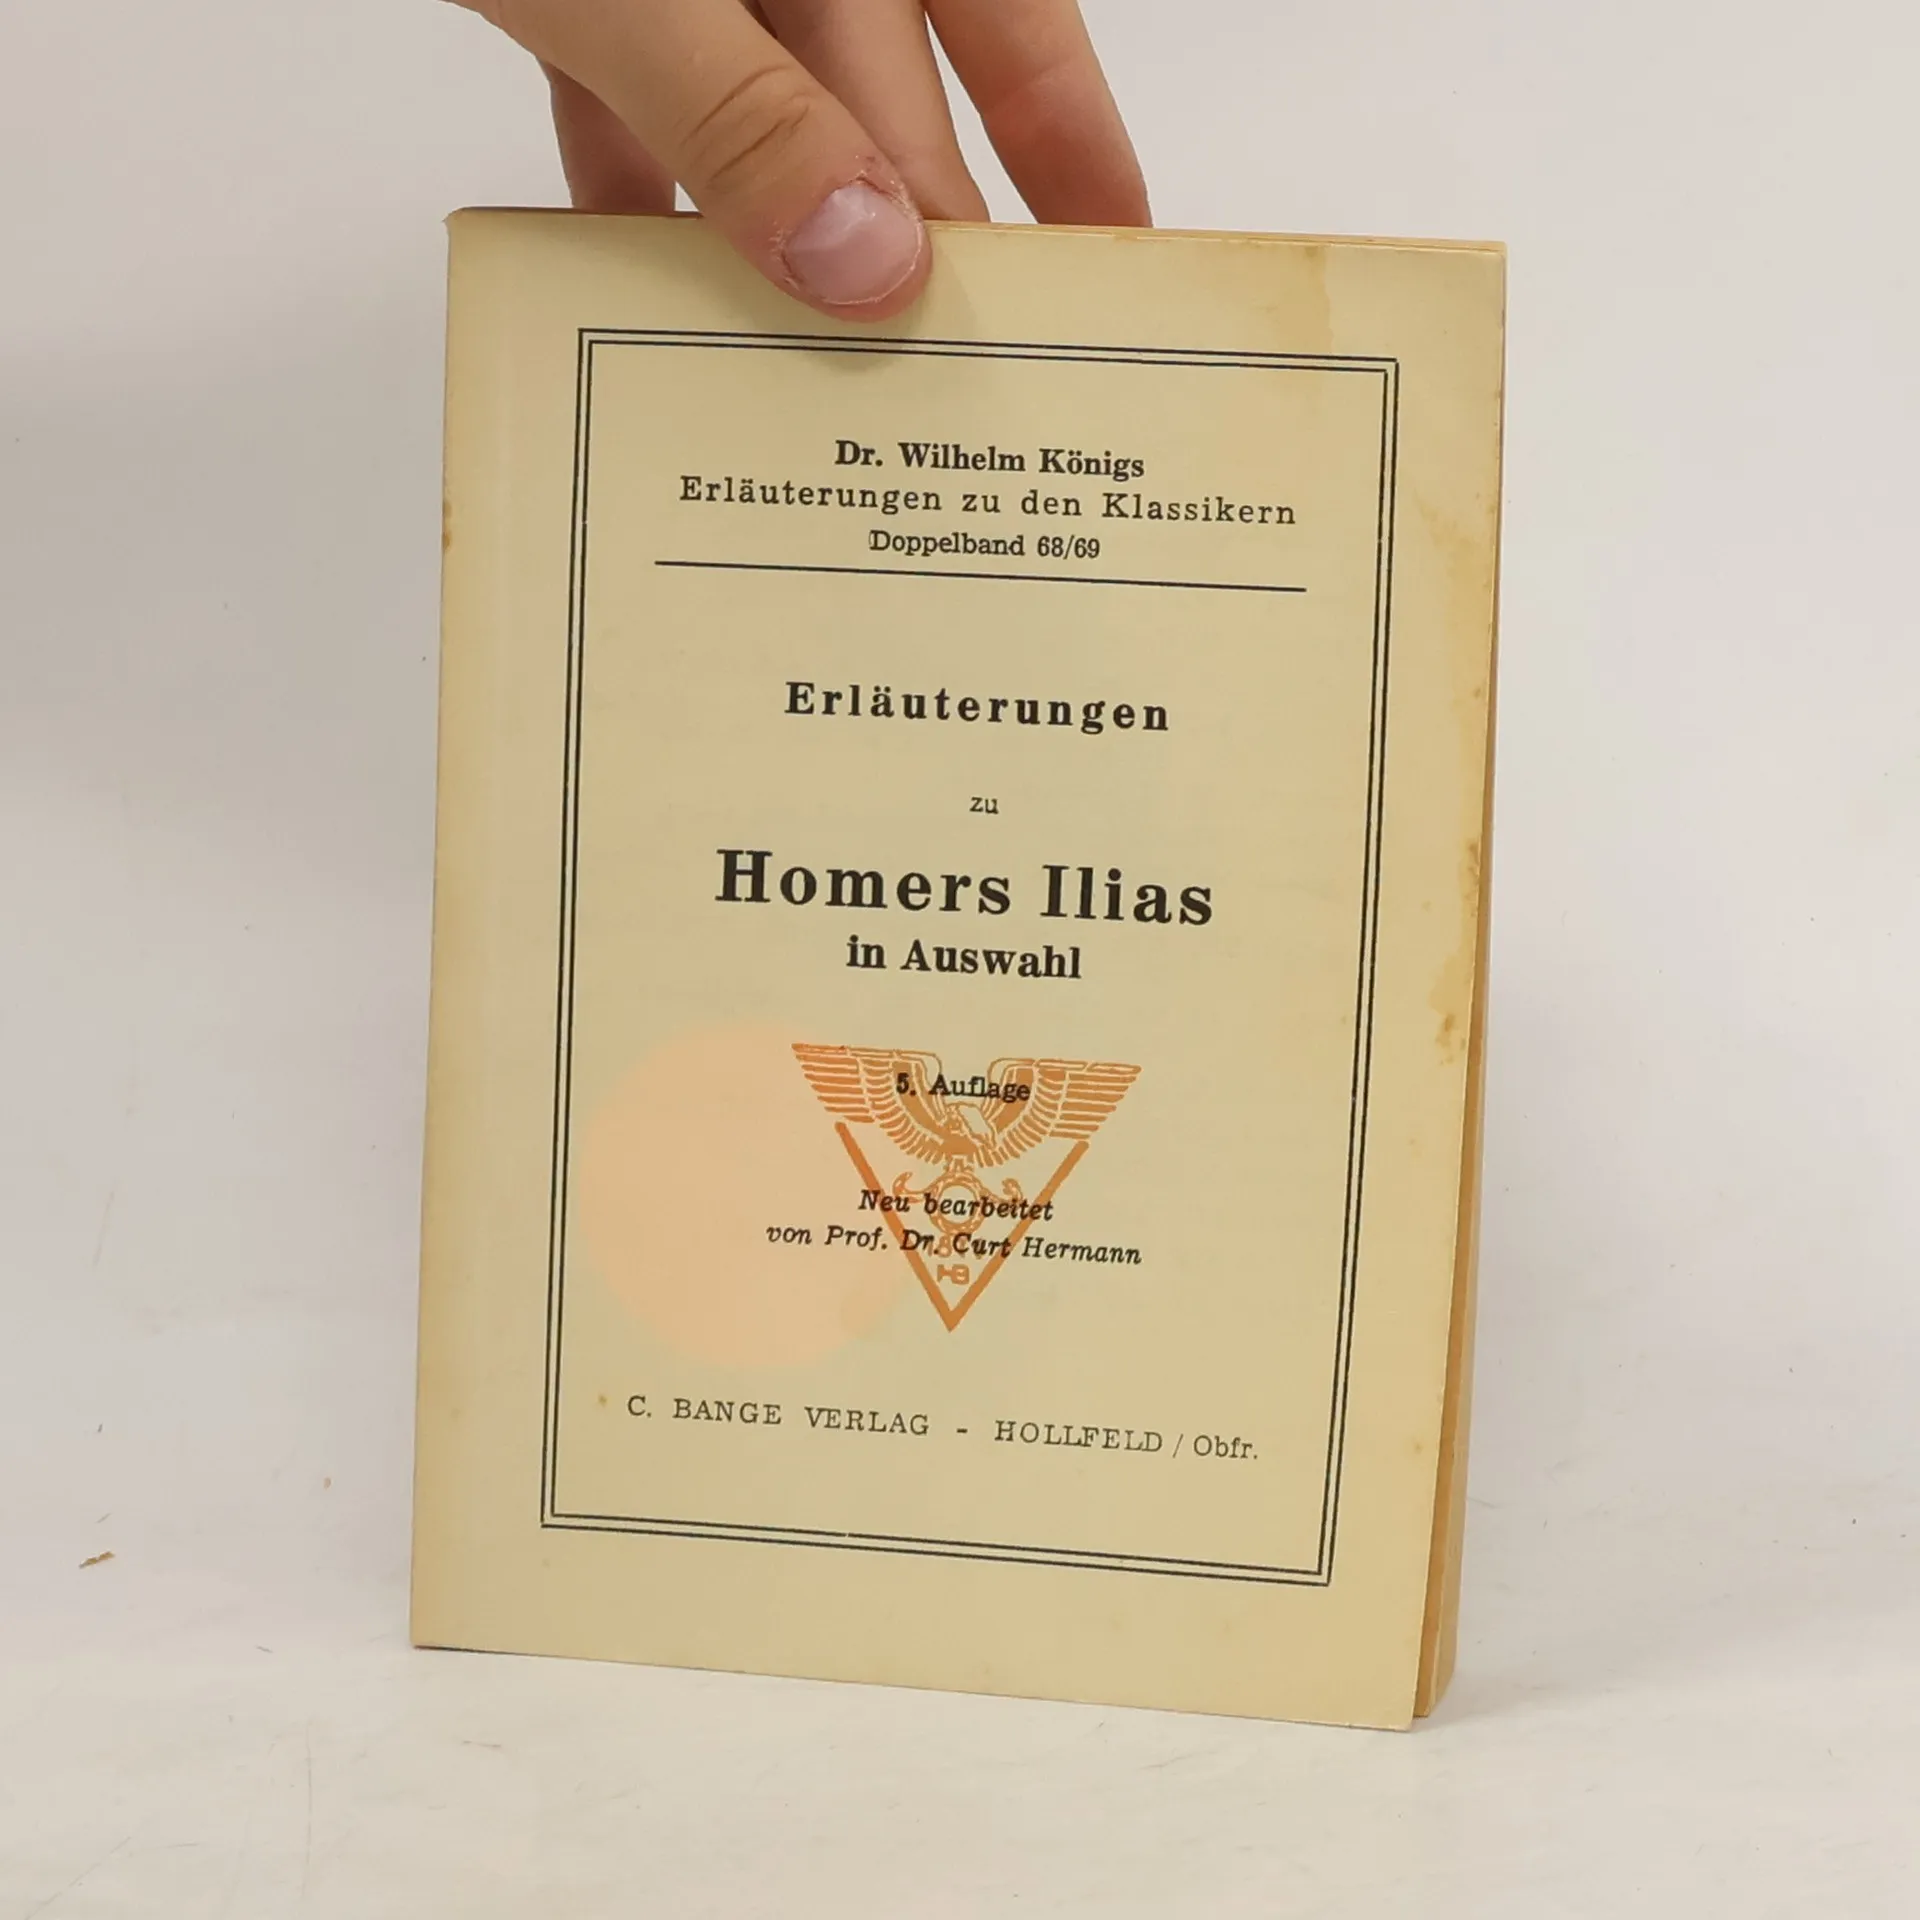 Dr. Wilhelm Königs
Erläuterungen zu den Klassikern
Doppelband 68/69
Erläuterungen
zu
Homers Ilias
in Auswahl
5. Auflage
Neu bearbeitet
von Prof. Dr. Curt Hermann
C. BANGE VERLAG - HOLLFELD / Obfr.